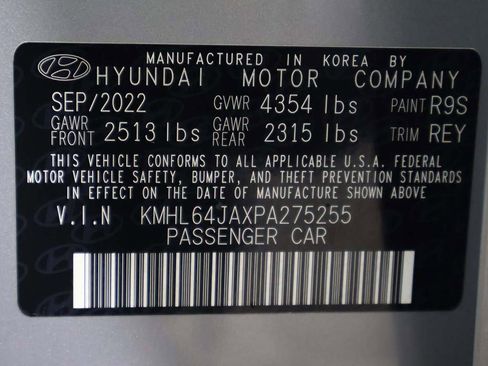 MANUFACTURED IN KOREA BY
HYUNDAI MOTOR COMPANY
SEP/2022 GVWR 4354 lbs PAINT R9S
GAWR FRONT 2513 lbs GAWR REAR 2315 lbs TRIM REY
THIS VEHICLE CONFORMS TO ALL APPLICABLE U.S.A. FEDERAL
MOTOR VEHICLE SAFETY, BUMPER, AND THEFT PREVENTION STANDARDS
IN EFFECT ON THE DATE OF MANUFACTURE SHOWN ABOVE
V.I.N KMHL64JAXPA275255
PASSENGER CAR